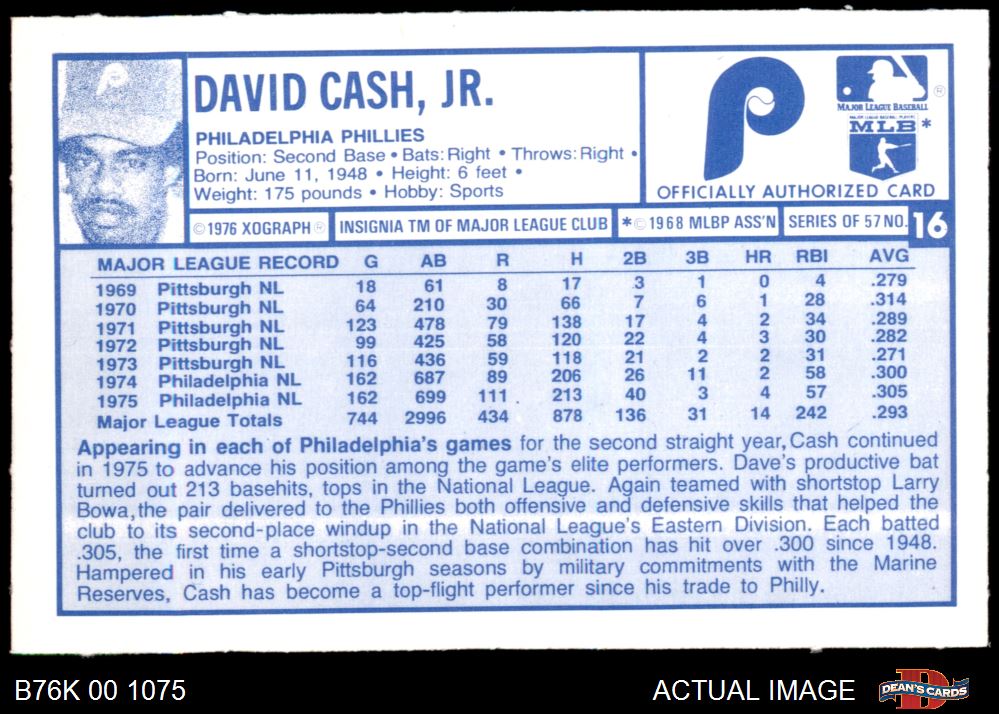 DAVID CASH, JR.
PHILADELPHIA PHILLIES
Position: Second Base • Bats: Right • Throws: Right •
Born: June 11, 1948 • Height: 6 feet •
Weight: 175 pounds • Hobby: Sports
P
MAJOR LEAGUE BASEBALL ®
MLB *
OFFICIALLY AUTHORIZED CARD
© 1976 XOGRAPH ® INSIGNIA TM OF MAJOR LEAGUE CLUB *© 1968 MLBP ASS'N SERIES OF 57 NO. 16
MAJOR LEAGUE RECORD G AB R H 2B 3B HR RBI AVG
1969 Pittsburgh NL 18 61 8 17 3 1 0 4 .279
1970 Pittsburgh NL 64 210 30 66 7 6 1 28 .314
1971 Pittsburgh NL 123 478 79 138 17 4 2 34 .289
1972 Pittsburgh NL 99 425 58 120 22 4 3 30 .282
1973 Pittsburgh NL 116 436 59 118 21 2 2 31 .271
1974 Philadelphia NL 162 687 89 206 26 11 2 58 .300
1975 Philadelphia NL 162 699 111 213 40 3 4 57 .305
Major League Totals 744 2996 434 878 136 31 14 242 .293
Appearing in each of Philadelphia's games for the second straight year, Cash continued
in 1975 to advance his position among the game's elite performers. Dave's productive bat
turned out 213 basehits, tops in the National League. Again teamed with shortstop Larry
Bowa, the pair delivered to the Phillies both offensive and defensive skills that helped the
club to its second-place windup in the National League's Eastern Division. Each batted
.305, the first time a shortstop-second base combination has hit over .300 since 1948.
Hampered in his early Pittsburgh seasons by military commitments with the Marine
Reserves, Cash has become a top-flight performer since his trade to Philly.
B76K 00 1075 ACTUAL IMAGE DEAN'S CARDS